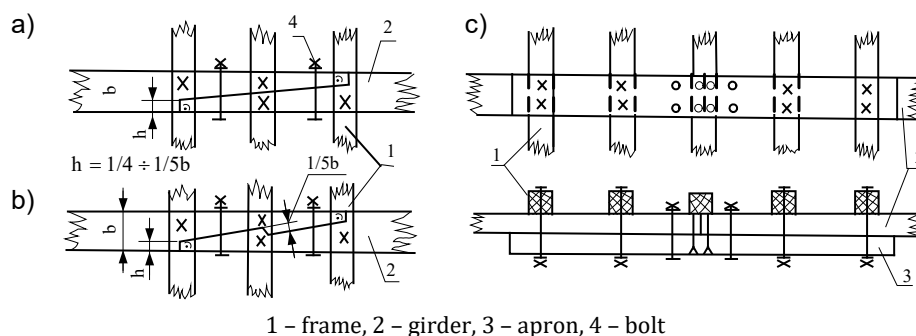 a)
4
2
b
h
h = 1/4 ÷ 1/5b
1/5b
1
b)
b
h
2
c)
1
3
1 – frame, 2 – girder, 3 – apron, 4 – bolt